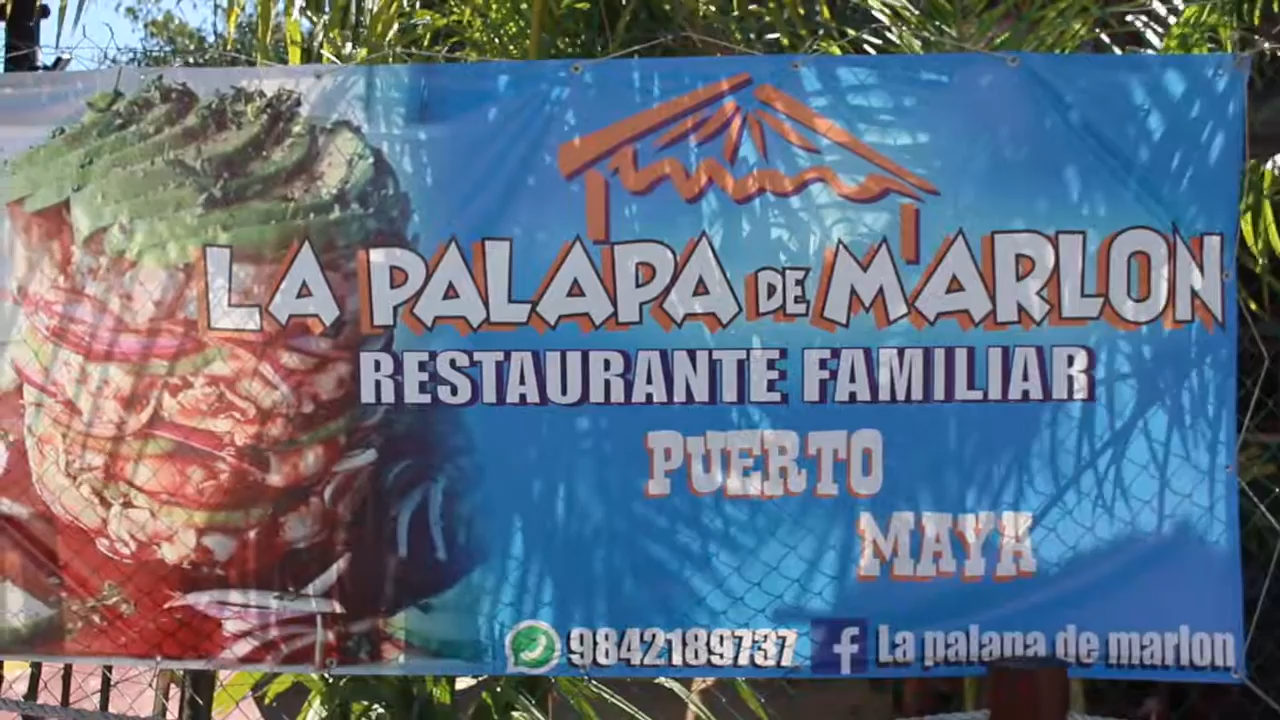 LA PALAPA DE MARLON
RESTAURANTE FAMILIAR
PUERTO
MAYA
9842189737 f La palapa de marlon